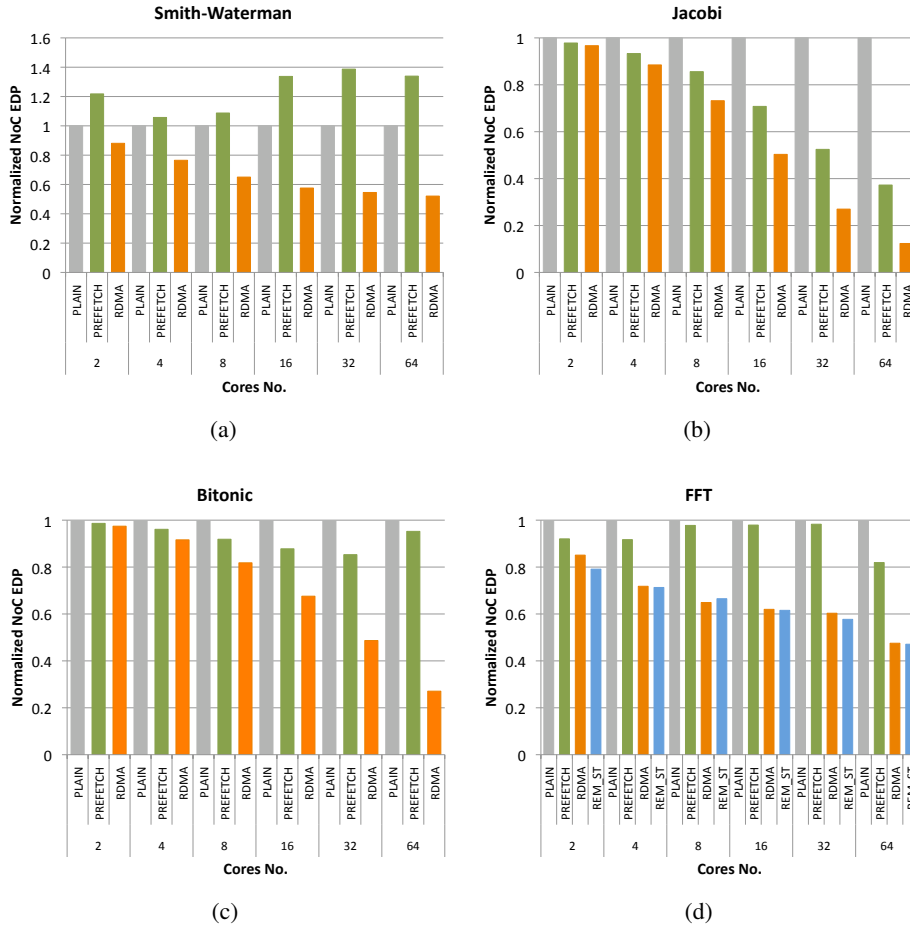 Smith-Waterman
Normalized NoC EDP
1.6
1.4
1.2
1
0.8
0.6
0.4
0.2
0
PLAIN PREFETCH RDMA PLAIN PREFETCH RDMA PLAIN PREFETCH RDMA PLAIN PREFETCH RDMA PLAIN PREFETCH RDMA PLAIN PREFETCH RDMA
2 4 8 16 32 64
Cores No.
(a)
Jacobi
Normalized NoC EDP
1
0.8
0.6
0.4
0.2
0
PLAIN PREFETCH RDMA PLAIN PREFETCH RDMA PLAIN PREFETCH RDMA PLAIN PREFETCH RDMA PLAIN PREFETCH RDMA PLAIN PREFETCH RDMA
2 4 8 16 32 64
Cores No.
(b)
Bitonic
Normalized NoC EDP
1
0.8
0.6
0.4
0.2
0
PLAIN PREFETCH RDMA PLAIN PREFETCH RDMA PLAIN PREFETCH RDMA PLAIN PREFETCH RDMA PLAIN PREFETCH RDMA PLAIN PREFETCH RDMA
2 4 8 16 32 64
Cores No.
(c)
FFT
Normalized NoC EDP
1
0.8
0.6
0.4
0.2
0
PLAIN PREFETCH RDMA REM_ST PLAIN PREFETCH RDMA REM_ST PLAIN PREFETCH RDMA REM_ST PLAIN PREFETCH RDMA REM_ST PLAIN PREFETCH RDMA REM_ST PLAIN PREFETCH RDMA REM_ST
2 4 8 16 32 64
Cores No.
(d)